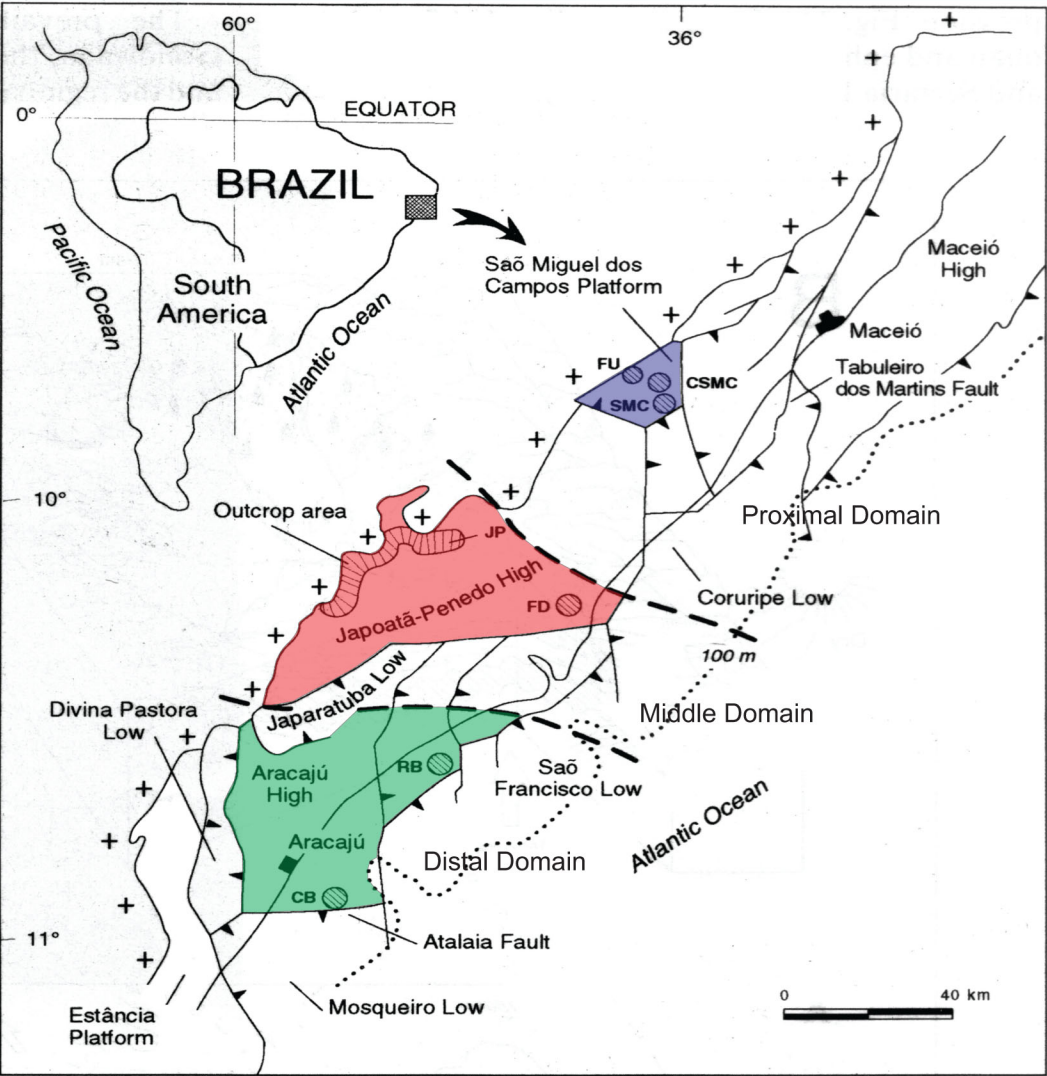 60°
36°
0°
EQUATOR
BRAZIL
Pacific Ocean
South
America
Atlantic Ocean
Saõ Miguel dos
Campos Platform
Maceió
High
Maceió
FU
CSMC
SMC
Tabuleiro
dos Martins Fault
10°
Outcrop area
JP
Proximal Domain
Japoatã-Penedo High
FD
Coruripe Low
100 m
Japaratuba Low
Divina Pastora
Low
Middle Domain
Aracajú
High
RB
Saõ
Francisco Low
Atlantic Ocean
Aracajú
Distal Domain
CB
11°
Atalaia Fault
Mosqueiro Low
Estância
Platform
0 40 km